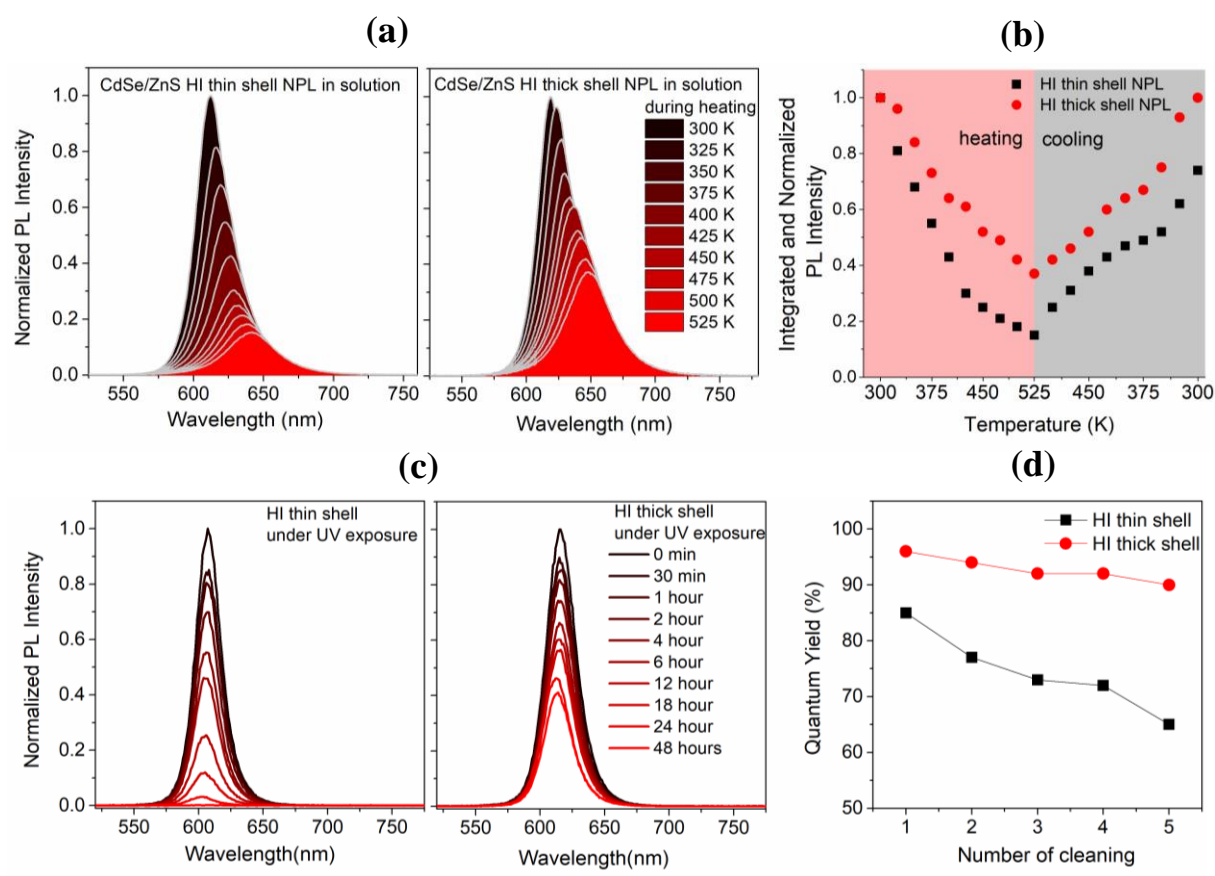 (a)
CdSe/ZnS HI thin shell NPL in solution
Normalized PL Intensity
1.0
0.8
0.6
0.4
0.2
0.0
550
600
650
700
750
Wavelength (nm)
CdSe/ZnS HI thick shell NPL in solution
during heating
300 K
325 K
350 K
375 K
400 K
425 K
450 K
475 K
500 K
525 K
550
600
650
700
750
Wavelength (nm)
(b)
HI thin shell NPL
HI thick shell NPL
heating
cooling
Integrated and Normalized
PL Intensity
1.0
0.8
0.6
0.4
0.2
0.0
300
375
450
525
450
375
300
Temperature (K)
(c)
HI thin shell
under UV exposure
Normalized PL Intensity
1.0
0.8
0.6
0.4
0.2
0.0
550
600
650
700
750
Wavelength(nm)
HI thick shell
under UV exposure
0 min
30 min
1 hour
2 hour
4 hour
6 hour
12 hour
18 hour
24 hour
48 hours
550
600
650
700
750
Wavelength(nm)
(d)
HI thin shell
HI thick shell
Quantum Yield (%)
100
90
80
70
60
50
1
2
3
4
5
Number of cleaning